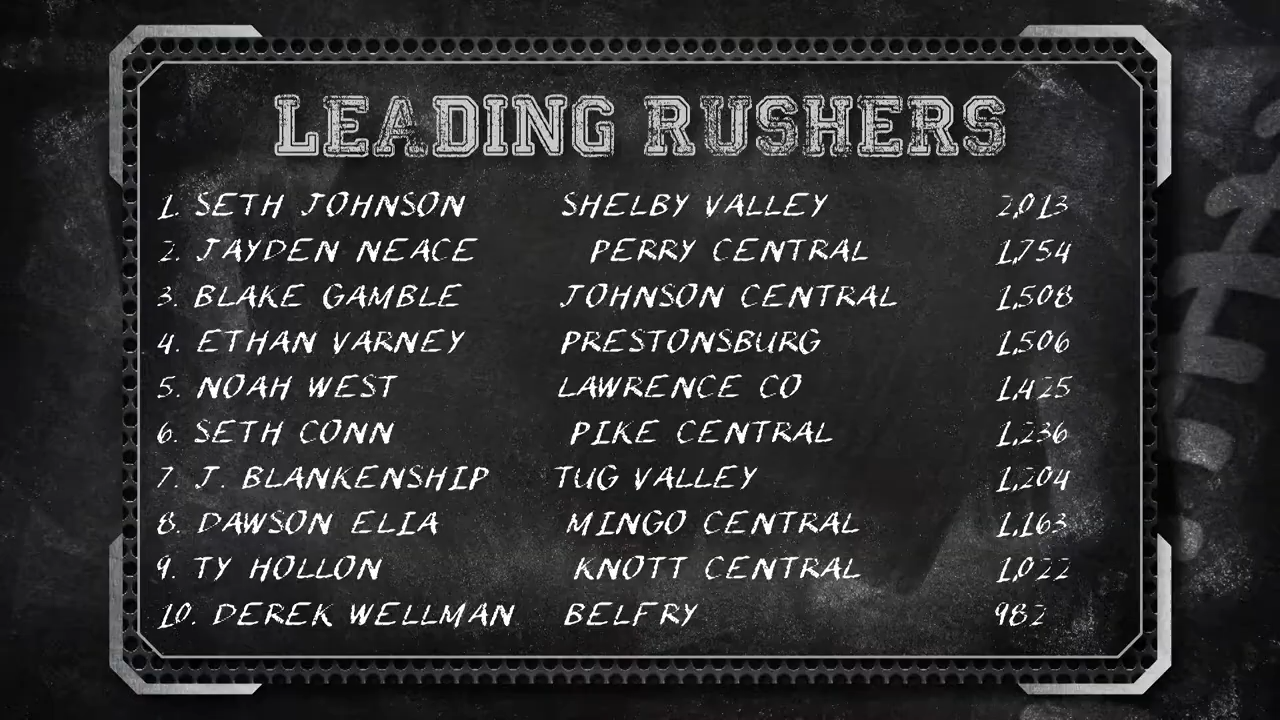 LEADING RUSHERS
1. SETH JOHNSON SHELBY VALLEY 2,013
2. JAYDEN NEACE PERRY CENTRAL 1,754
3. BLAKE GAMBLE JOHNSON CENTRAL 1,508
4. ETHAN VARNEY PRESTONSBURG 1,506
5. NOAH WEST LAWRENCE CO 1,425
6. SETH CONN PIKE CENTRAL 1,236
7. J. BLANKENSHIP TUG VALLEY 1,204
8. DAWSON ELIA MINGO CENTRAL 1,163
9. TY HOLLON KNOTT CENTRAL 1,022
10. DEREK WELLMAN BELFRY 982